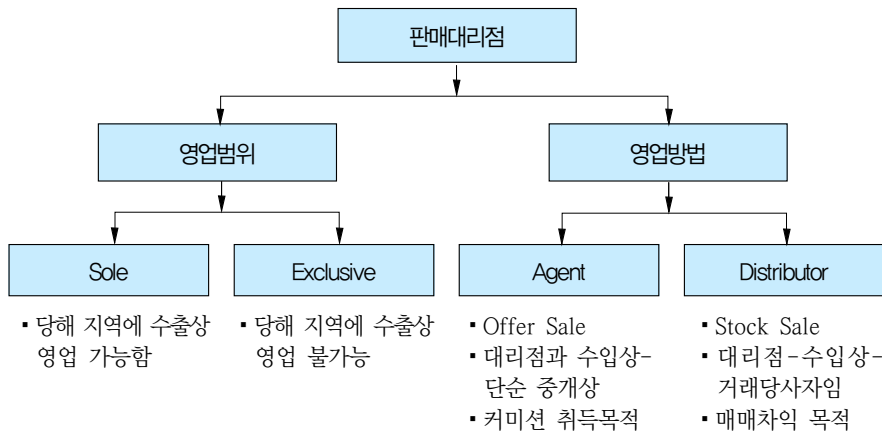 판매대리점
영업범위
영업방법
Sole
Exclusive
Agent
Distributor
▪ 당해 지역에 수출상
영업 가능함
▪ 당해 지역에 수출상
영업 불가능
▪ Offer Sale
▪ 대리점과 수입상-
단순 중개상
▪ 커미션 취득목적
▪ Stock Sale
▪ 대리점-수입상-
거래당사자임
▪ 매매차익 목적